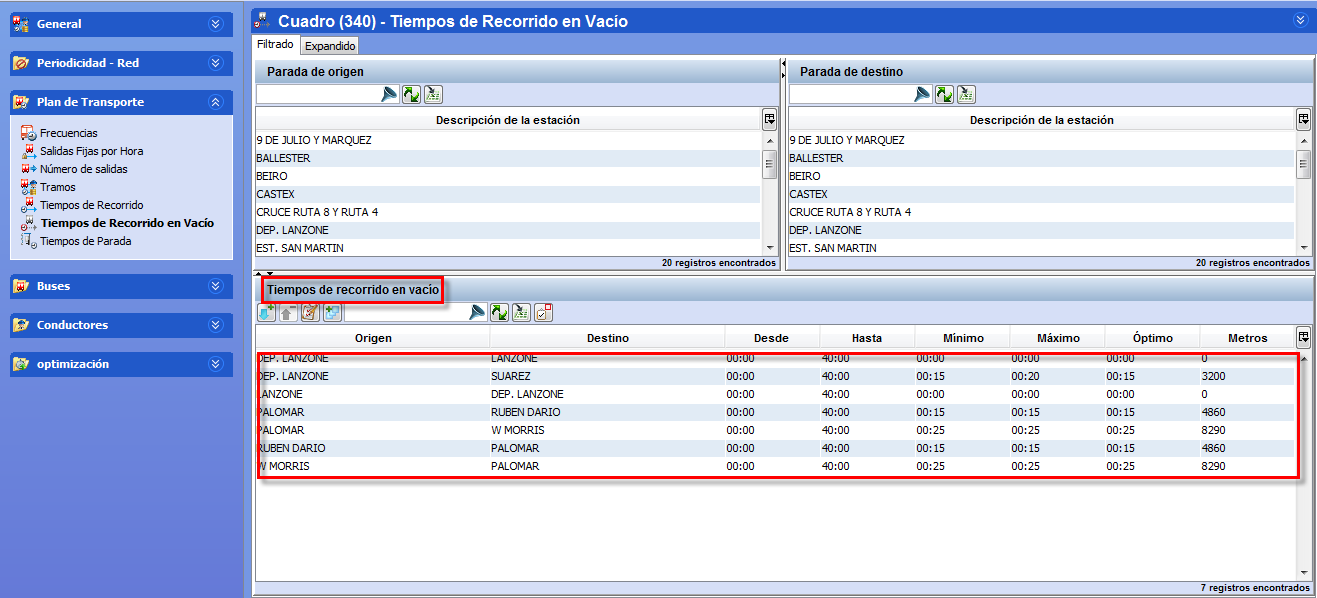 General
Periodicidad - Red
Plan de Transporte
Frecuencias
Salidas Fijas por Hora
Número de salidas
Tramos
Tiempos de Recorrido
Tiempos de Recorrido en Vacío
Tiempos de Parada
Buses
Conductores
optimización
Cuadro (340) - Tiempos de Recorrido en Vacío
Filtrado Expandido
Parada de origen
Descripción de la estación
9 DE JULIO Y MARQUEZ
BALLESTER
BEIRO
CASTEX
CRUCE RUTA 8 Y RUTA 4
DEP. LANZONE
EST. SAN MARTIN
20 registros encontrados
Parada de destino
Descripción de la estación
9 DE JULIO Y MARQUEZ
BALLESTER
BEIRO
CASTEX
CRUCE RUTA 8 Y RUTA 4
DEP. LANZONE
EST. SAN MARTIN
20 registros encontrados
Tiempos de recorrido en vacío
Origen Destino Desde Hasta Mínimo Máximo Óptimo Metros
DEP. LANZONE LANZONE 00:00 40:00 00:00 00:00 00:00 0
DEP. LANZONE SUAREZ 00:00 40:00 00:15 00:20 00:15 3200
LANZONE DEP. LANZONE 00:00 40:00 00:00 00:00 00:00 0
PALOMAR RUBEN DARIO 00:00 40:00 00:15 00:15 00:15 4860
PALOMAR W MORRIS 00:00 40:00 00:25 00:25 00:25 8290
RUBEN DARIO PALOMAR 00:00 40:00 00:15 00:15 00:15 4860
W MORRIS PALOMAR 00:00 40:00 00:25 00:25 00:25 8290
7 registros encontrados